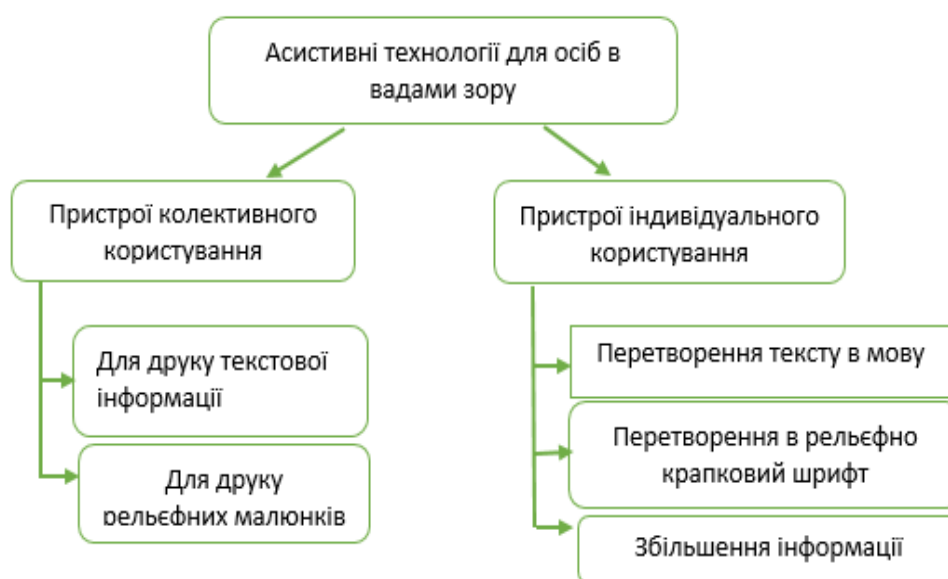 Асистивні технології для осіб в
вадами зору
Пристрої колективного
користування
Пристрої індивідуального
користування
Для друку текстової
інформації
Для друку
рельєфних малюнків
Перетворення тексту в мову
Перетворення в рельєфно
крапковий шрифт
Збільшення інформації